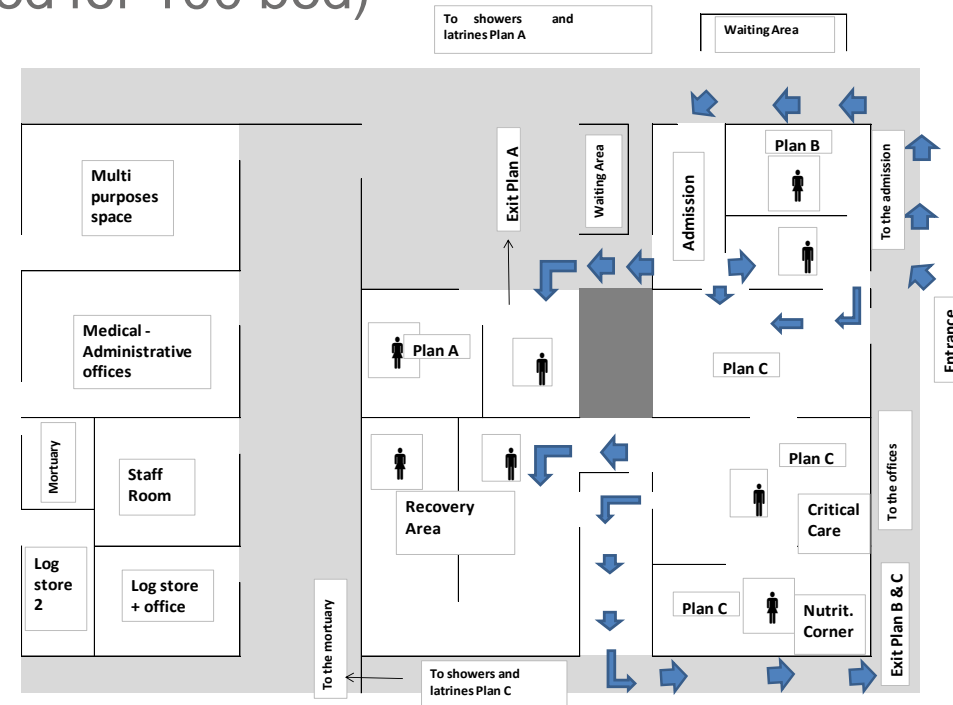 To showers and
latrines Plan A
Waiting Area
Multi
purposes
space
Exit Plan A
Waiting Area
Admission
Plan B
To the admission
Medical -
Administrative
offices
Plan A
Plan C
Entrance
Mortuary
Staff
Room
Recovery
Area
Plan C
Critical
Care
To the offices
Log
store
2
Log store
+ office
Plan C
Nutrit.
Corner
Exit Plan B & C
To the mortuary
To showers and
latrines Plan C